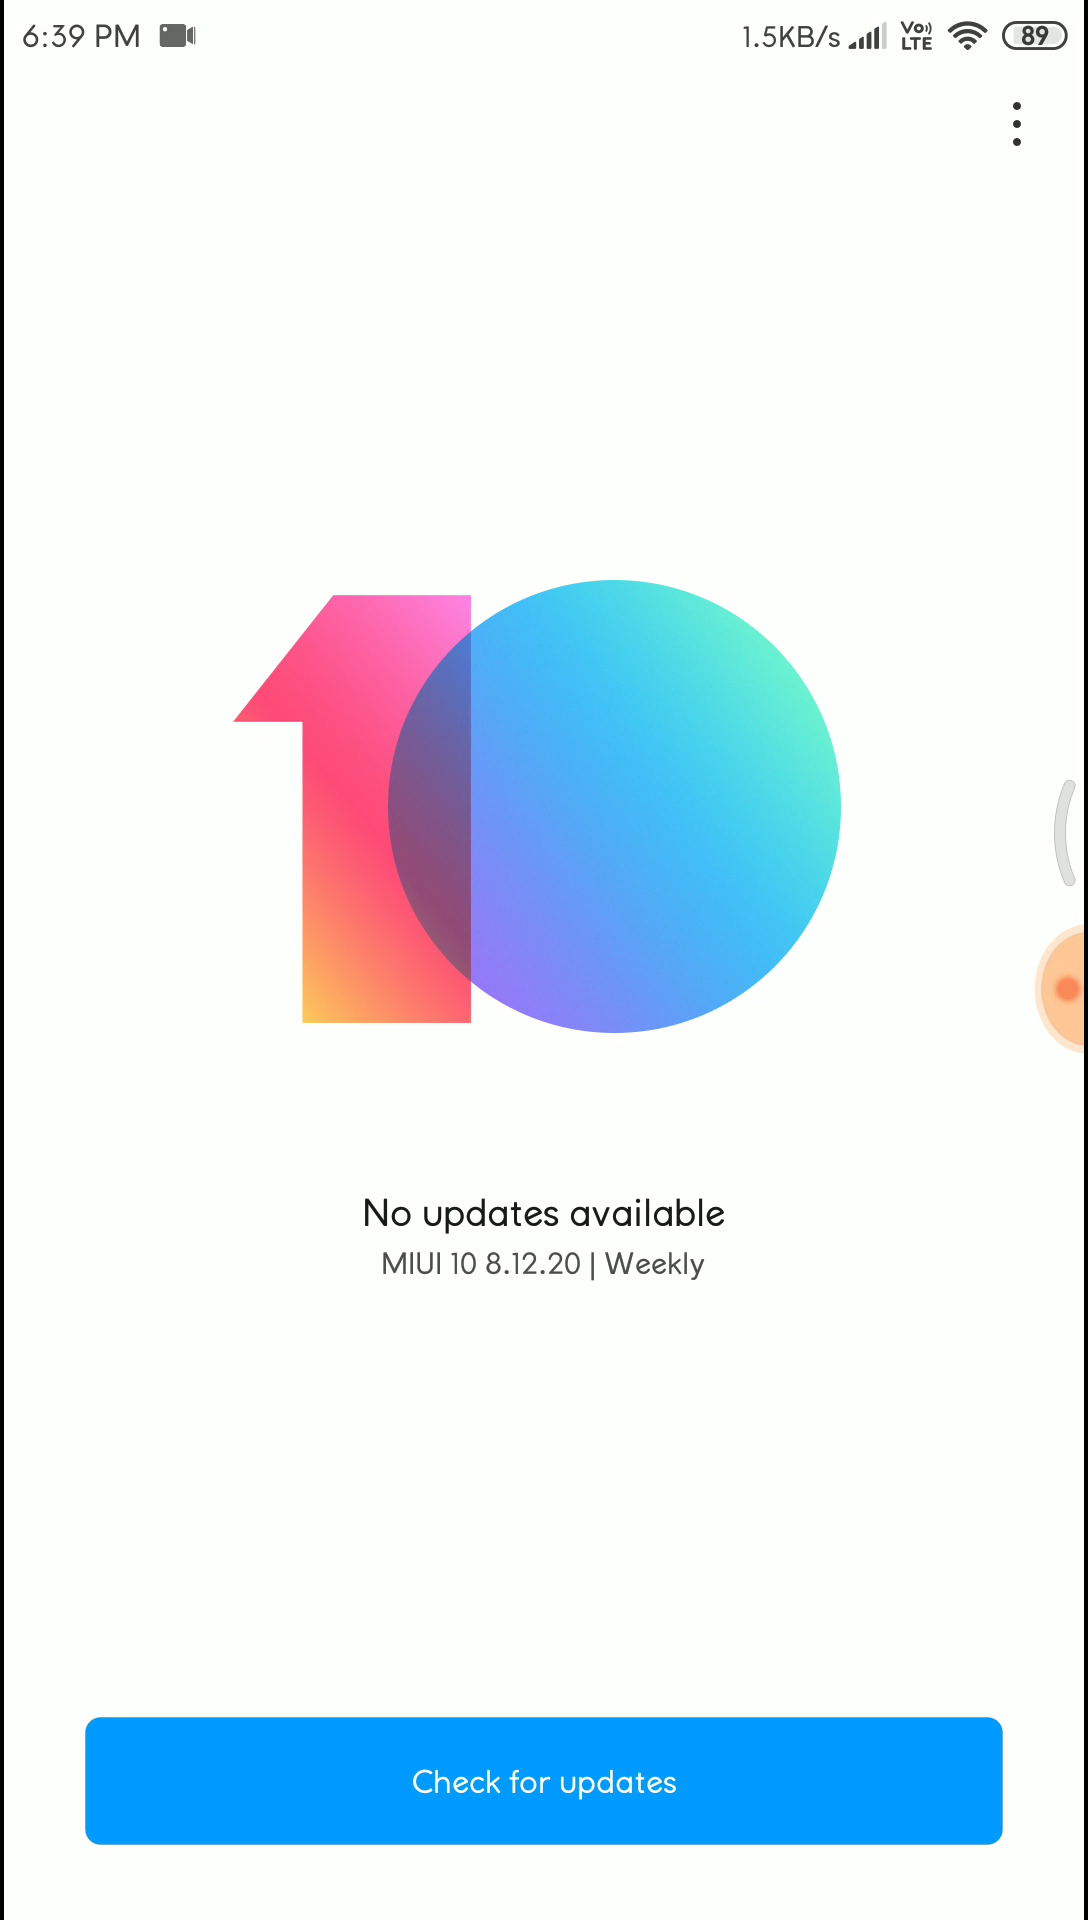 6:39 PM 1.5KB/s Vo LTE 89
10
No updates available
MIUI 10 8.12.20 | Weekly
Check for updates